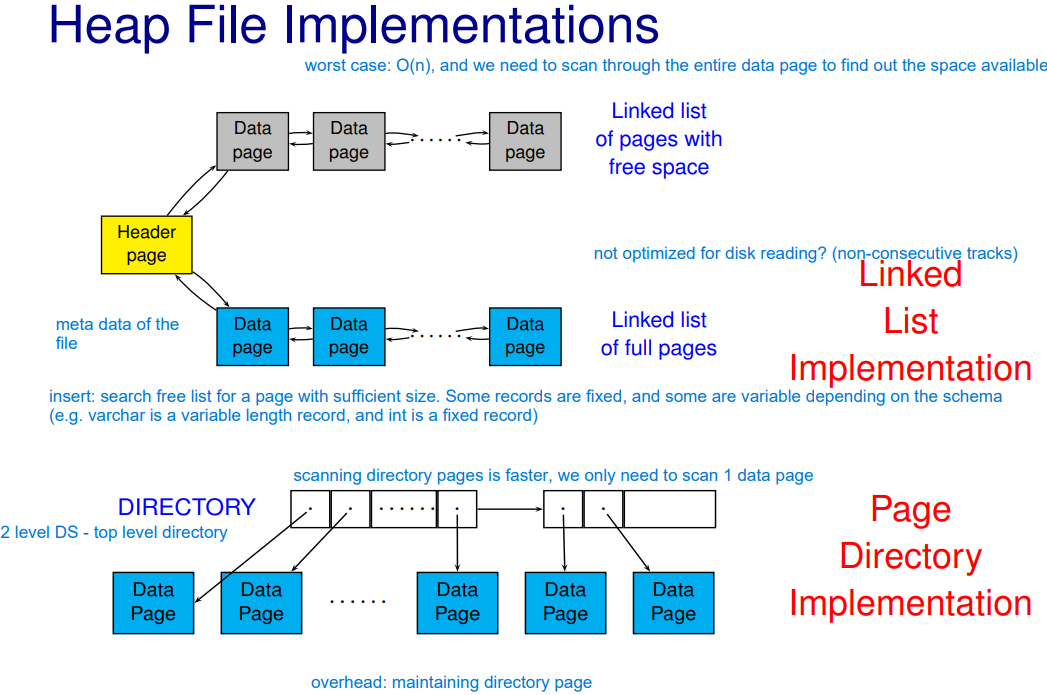 Heap File Implementations
worst case: O(n), and we need to scan through the entire data page to find out the space available
Data
page
Data
page
. . . . .
Data
page
Linked list
of pages with
free space
Header
page
not optimized for disk reading? (non-consecutive tracks)
Linked
List
Implementation
meta data of the
file
Data
page
Data
page
. . . . .
Data
page
Linked list
of full pages
insert: search free list for a page with sufficient size. Some records are fixed, and some are variable depending on the schema
(e.g. varchar is a variable length record, and int is a fixed record)
scanning directory pages is faster, we only need to scan 1 data page
DIRECTORY
. . . . . .
2 level DS - top level directory
Page
Directory
Implementation
Data
Page
Data
Page
. . . . . .
Data
Page
Data
Page
Data
Page
overhead: maintaining directory page